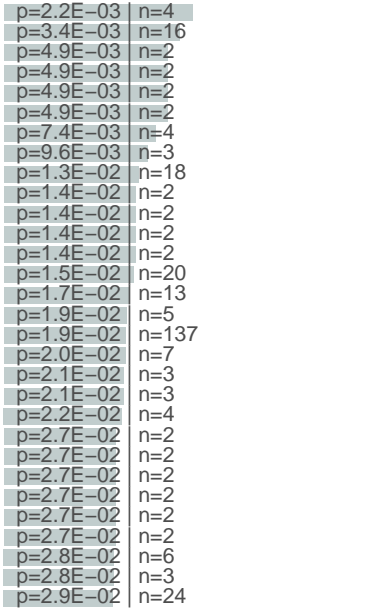 p=2.2E−03 | n=4
p=3.4E−03 | n=16
p=4.9E−03 | n=2
p=4.9E−03 | n=2
p=4.9E−03 | n=2
p=4.9E−03 | n=2
p=7.4E−03 | n=4
p=9.6E−03 | n=3
p=1.3E−02 | n=18
p=1.4E−02 | n=2
p=1.4E−02 | n=2
p=1.4E−02 | n=2
p=1.4E−02 | n=2
p=1.5E−02 | n=20
p=1.7E−02 | n=13
p=1.9E−02 | n=5
p=1.9E−02 | n=137
p=2.0E−02 | n=7
p=2.1E−02 | n=3
p=2.1E−02 | n=3
p=2.2E−02 | n=4
p=2.7E−02 | n=2
p=2.7E−02 | n=2
p=2.7E−02 | n=2
p=2.7E−02 | n=2
p=2.7E−02 | n=2
p=2.7E−02 | n=2
p=2.8E−02 | n=6
p=2.8E−02 | n=3
p=2.9E−02 | n=24